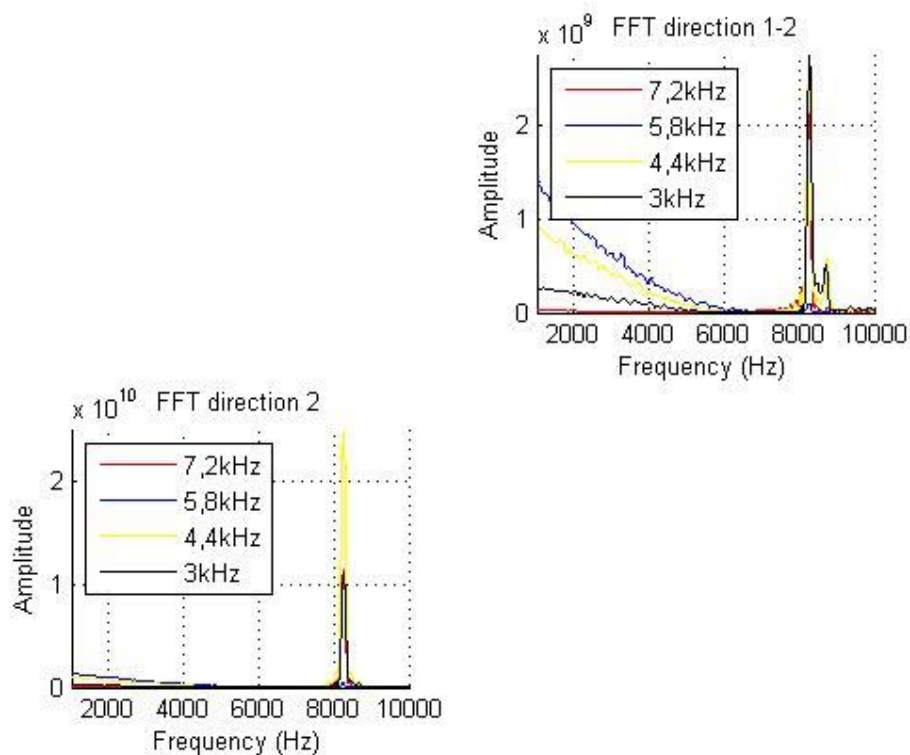 x 10^9 FFT direction 1-2
7,2kHz
5,8kHz
4,4kHz
3kHz
Amplitude
2
1
0
2000 4000 6000 8000 10000
Frequency (Hz)
x 10^10 FFT direction 2
7,2kHz
5,8kHz
4,4kHz
3kHz
Amplitude
2
1
0
2000 4000 6000 8000 10000
Frequency (Hz)